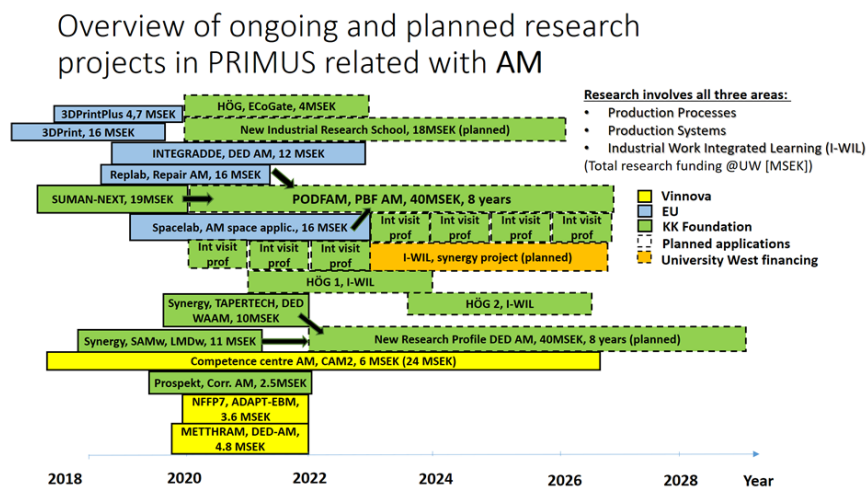 Overview of ongoing and planned research
projects in PRIMUS related with AM
Research involves all three areas:
• Production Processes
• Production Systems
• Industrial Work Integrated Learning (I-WIL)
(Total research funding @UW [MSEK])
Vinnova
EU
KK Foundation
Planned applications
University West financing
3DPrintPlus 4,7 MSEK
HÖG, ECoGate, 4MSEK
3DPrint, 16 MSEK
New Industrial Research School, 18MSEK (planned)
INTEGRADDE, DED AM, 12 MSEK
Replab, Repair AM, 16 MSEK
SUMAN-NEXT, 19MSEK
PODFAM, PBF AM, 40MSEK, 8 years
Spacelab, AM space applic., 16 MSEK
Int visit
prof
Int visit
prof
Int visit
prof
Int visit
prof
Int visit
prof
Int visit
prof
Int visit
prof
I-WIL, synergy project (planned)
HÖG 1, I-WIL
HÖG 2, I-WIL
Synergy, TAPERTECH, DED
WAAM, 10MSEK
Synergy, SAMw, LMDw, 11 MSEK
New Research Profile DED AM, 40MSEK, 8 years (planned)
Competence centre AM, CAM2, 6 MSEK (24 MSEK)
Prospekt, Corr. AM, 2.5MSEK
NFFP7, ADAPT-EBM,
3.6 MSEK
METTHRAM, DED-AM,
4.8 MSEK
2018 2020 2022 2024 2026 2028 Year